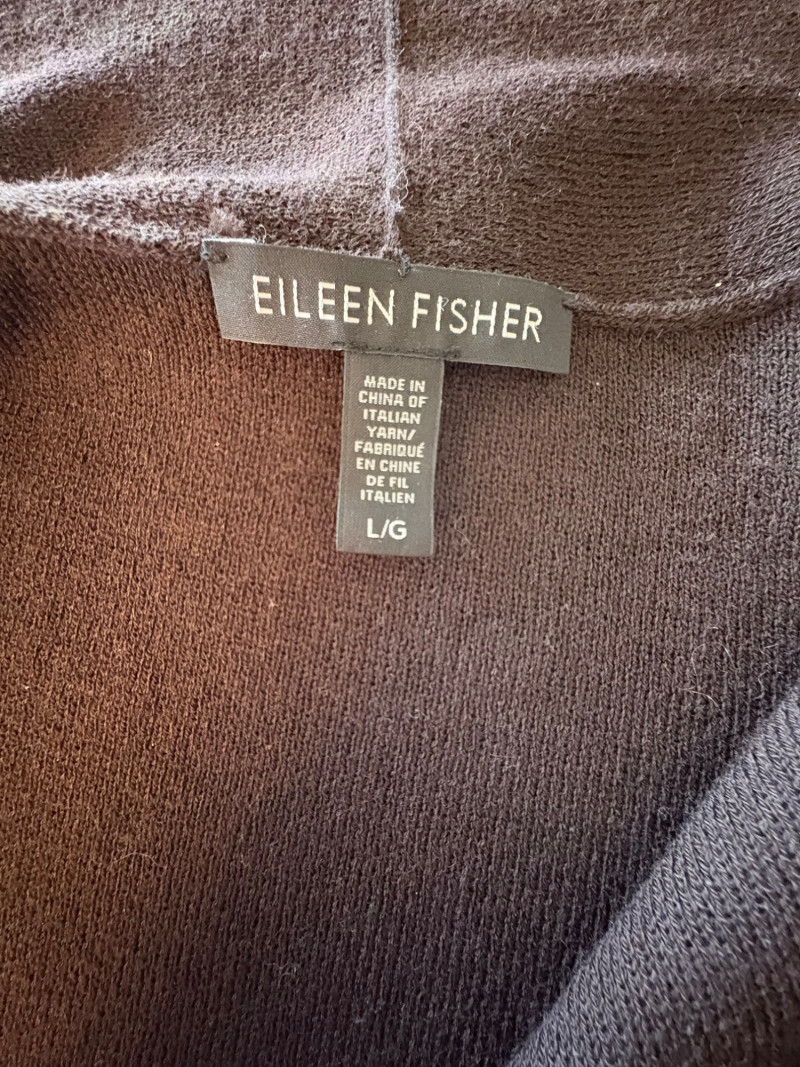 EILEEN FISHER
MADE IN
CHINA OF
ITALIAN
YARN/
FABRIQUÉ
EN CHINE
DE FIL
ITALIEN
L/G